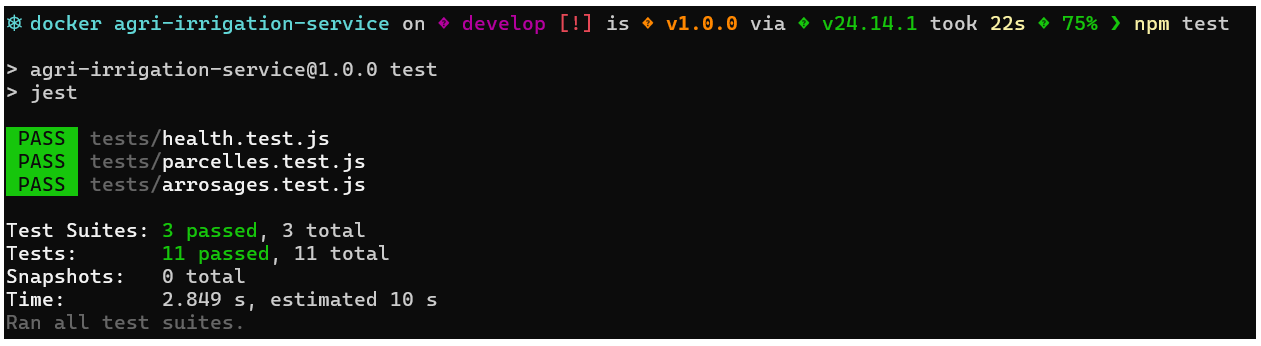 ⎈ docker agri-irrigation-service on � develop [!] is � v1.0.0 via � v24.14.1 took 22s � 75% ❯ npm test
> agri-irrigation-service@1.0.0 test
> jest
PASS tests/health.test.js
PASS tests/parcelles.test.js
PASS tests/arrosages.test.js
Test Suites: 3 passed, 3 total
Tests: 11 passed, 11 total
Snapshots: 0 total
Time: 2.849 s, estimated 10 s
Ran all test suites.